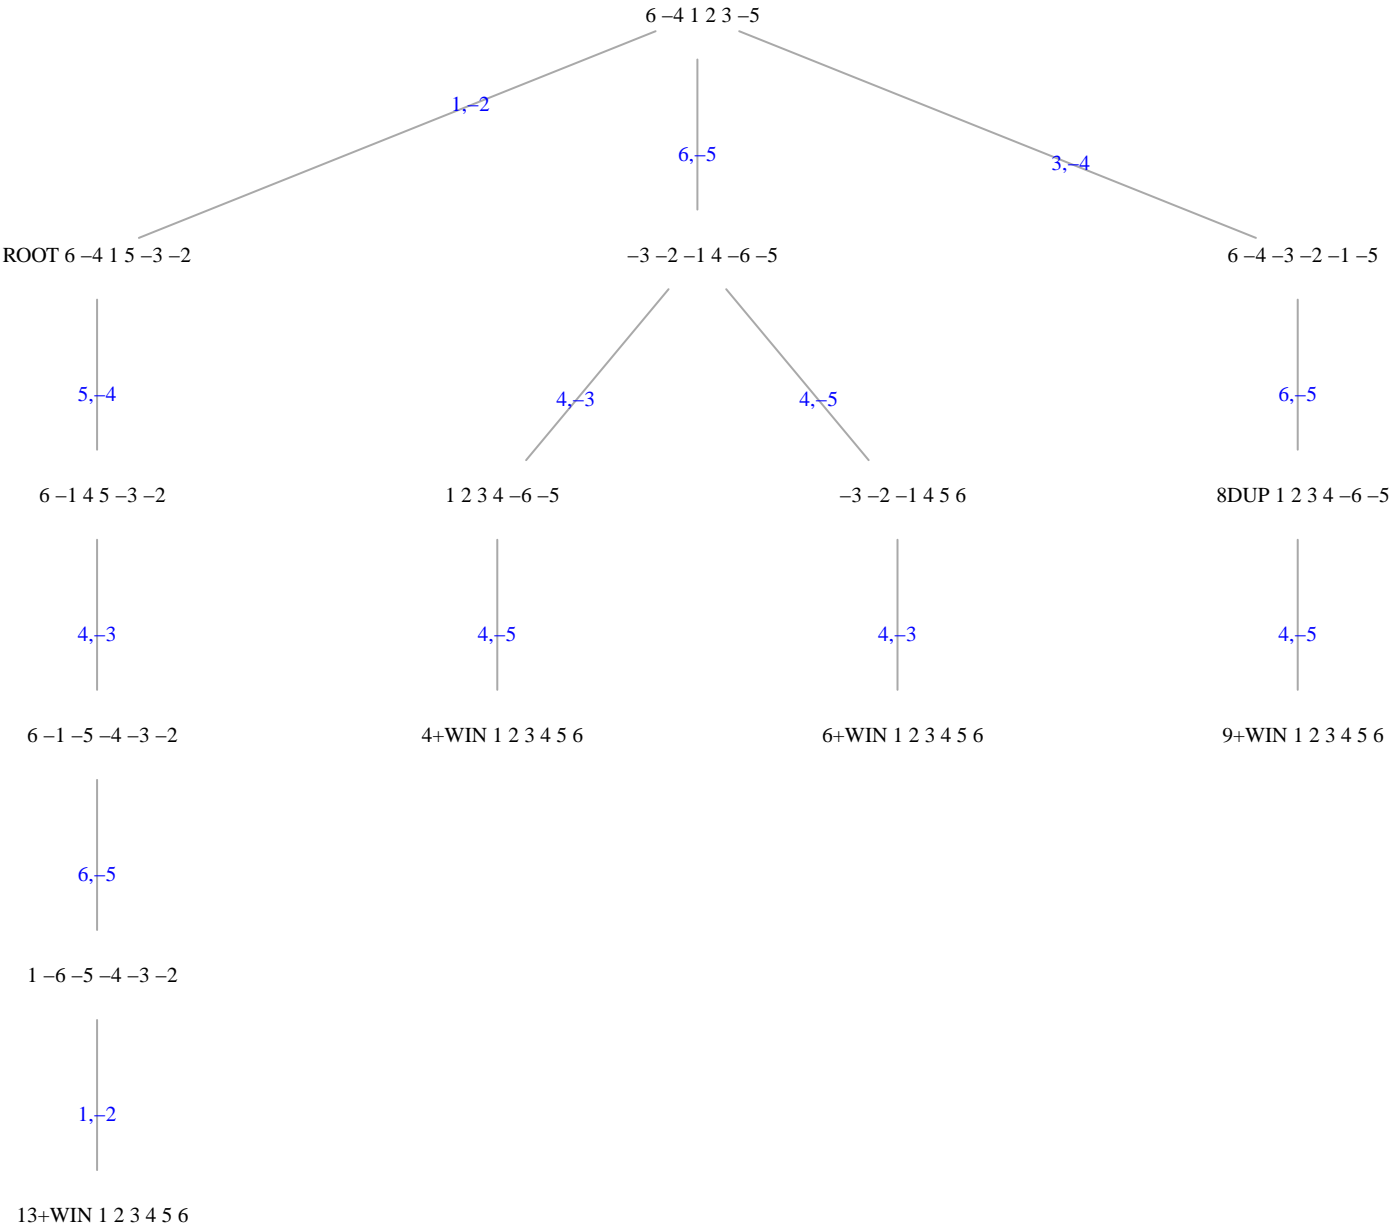 6 –4 1 2 3 –5
1,–2
6,–5
3,–4
ROOT 6 –4 1 5 –3 –2
–3 –2 –1 4 –6 –5
6 –4 –3 –2 –1 –5
5,–4
4,–3
4,–5
6,–5
6 –1 4 5 –3 –2
1 2 3 4 –6 –5
–3 –2 –1 4 5 6
8DUP 1 2 3 4 –6 –5
4,–3
4,–5
4,–3
4,–5
6 –1 –5 –4 –3 –2
4+WIN 1 2 3 4 5 6
6+WIN 1 2 3 4 5 6
9+WIN 1 2 3 4 5 6
6,–5
1 –6 –5 –4 –3 –2
1,–2
13+WIN 1 2 3 4 5 6